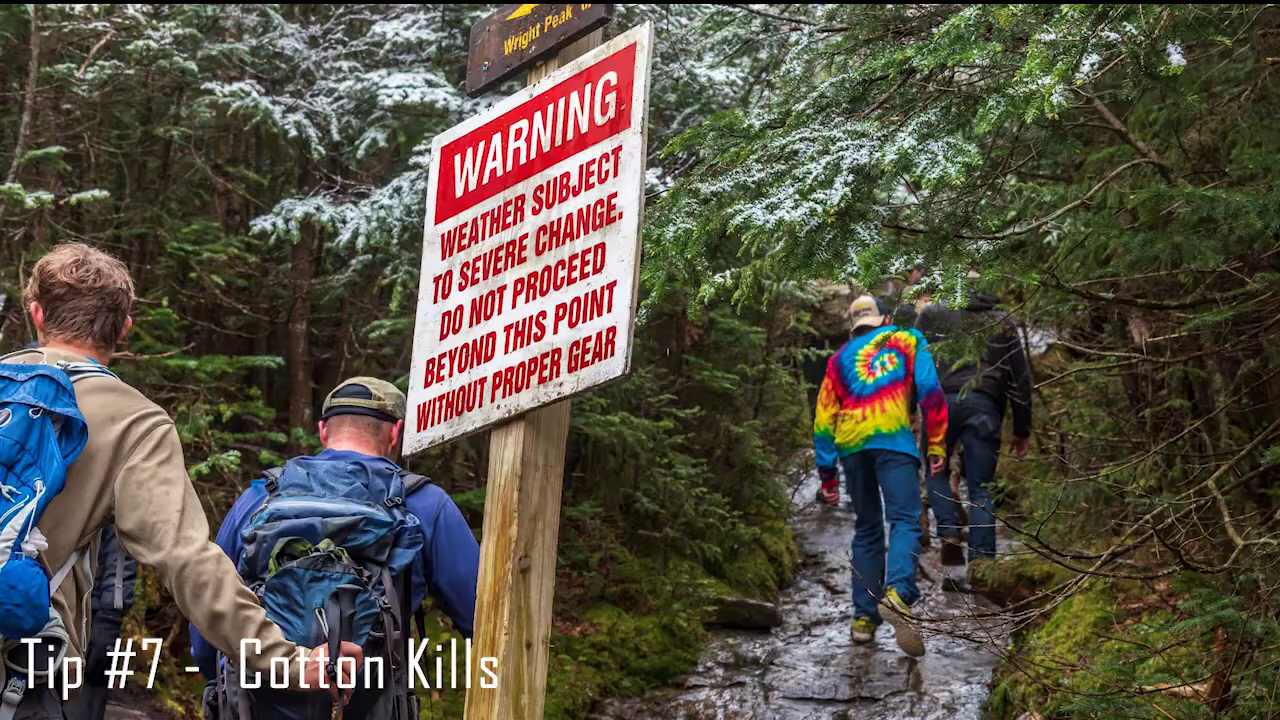 Wright Peak
WARNING
WEATHER SUBJECT
TO SEVERE CHANGE.
DO NOT PROCEED
BEYOND THIS POINT
WITHOUT PROPER GEAR
Tip #7 - Cotton Kills